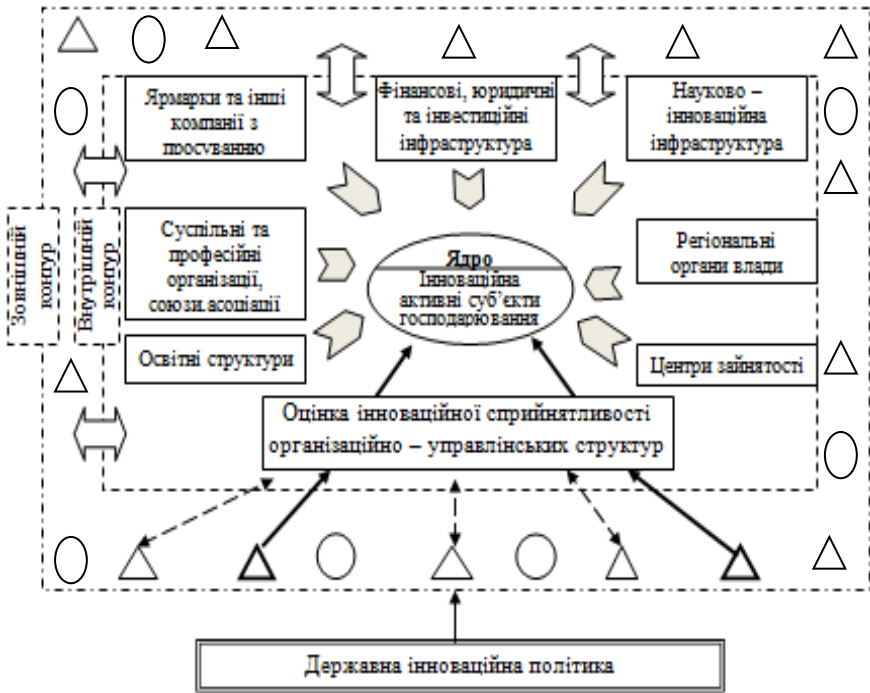 Ярмарки та інші
компанії з
просуванню
Фінансові, юридичні
та інвестиційні
інфраструктура
Науково –
інноваційна
інфраструктура
Зовнішній
контур
Внутрішній
контур
Суспільні та
професійні
організації,
союзи.асоціації
Ядро
Інноваційна
активні суб’єкти
господарювання
Регіональні
органи влади
Освітні структури
Центри зайнятості
Оцінка інноваційної сприйнятливості
організаційно – управлінських структур
Державна інноваційна політика